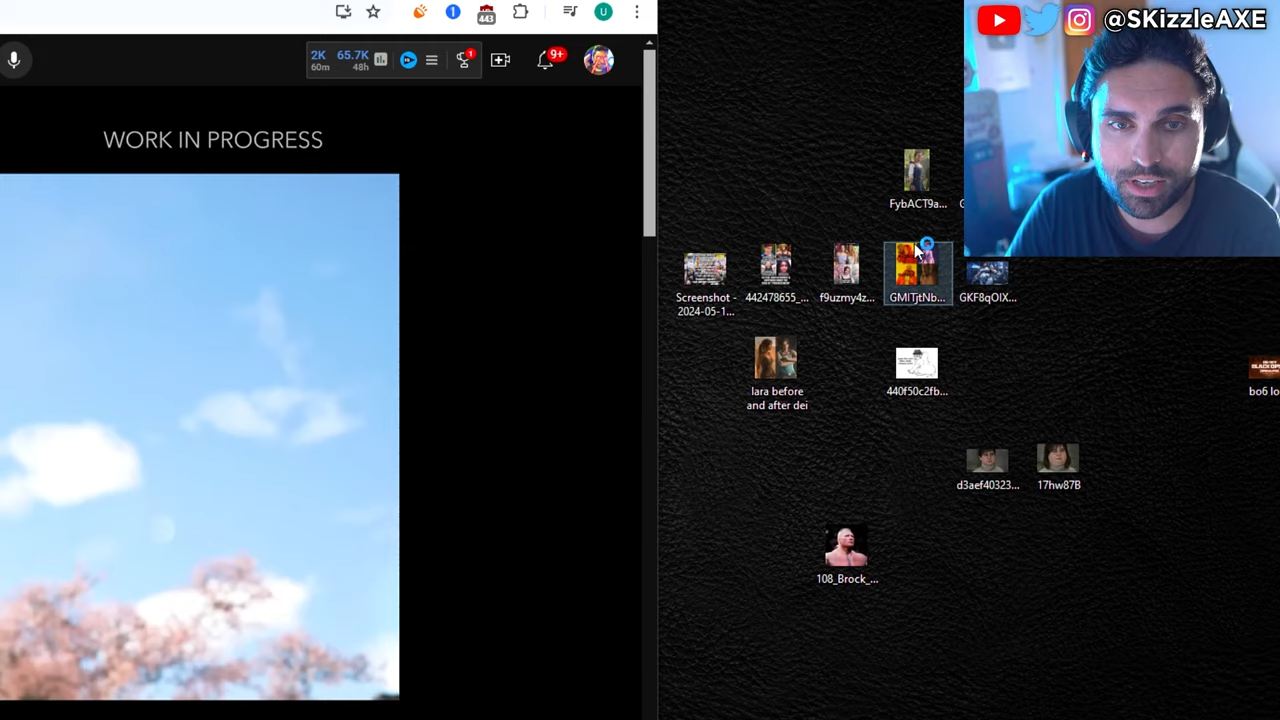 443
U
@SKizzleAXE
2K 65.7K
60m 48h
1
9+
WORK IN PROGRESS
FybACT9a...
Screenshot -
2024-05-1...
442478655_...
f9uzmy4z...
GMITjtNb...
GKF8qOIX...
lara before
and after dei
440f50c2fb...
bo6 lo
d3aef40323...
17hw87B
108_Brock_...